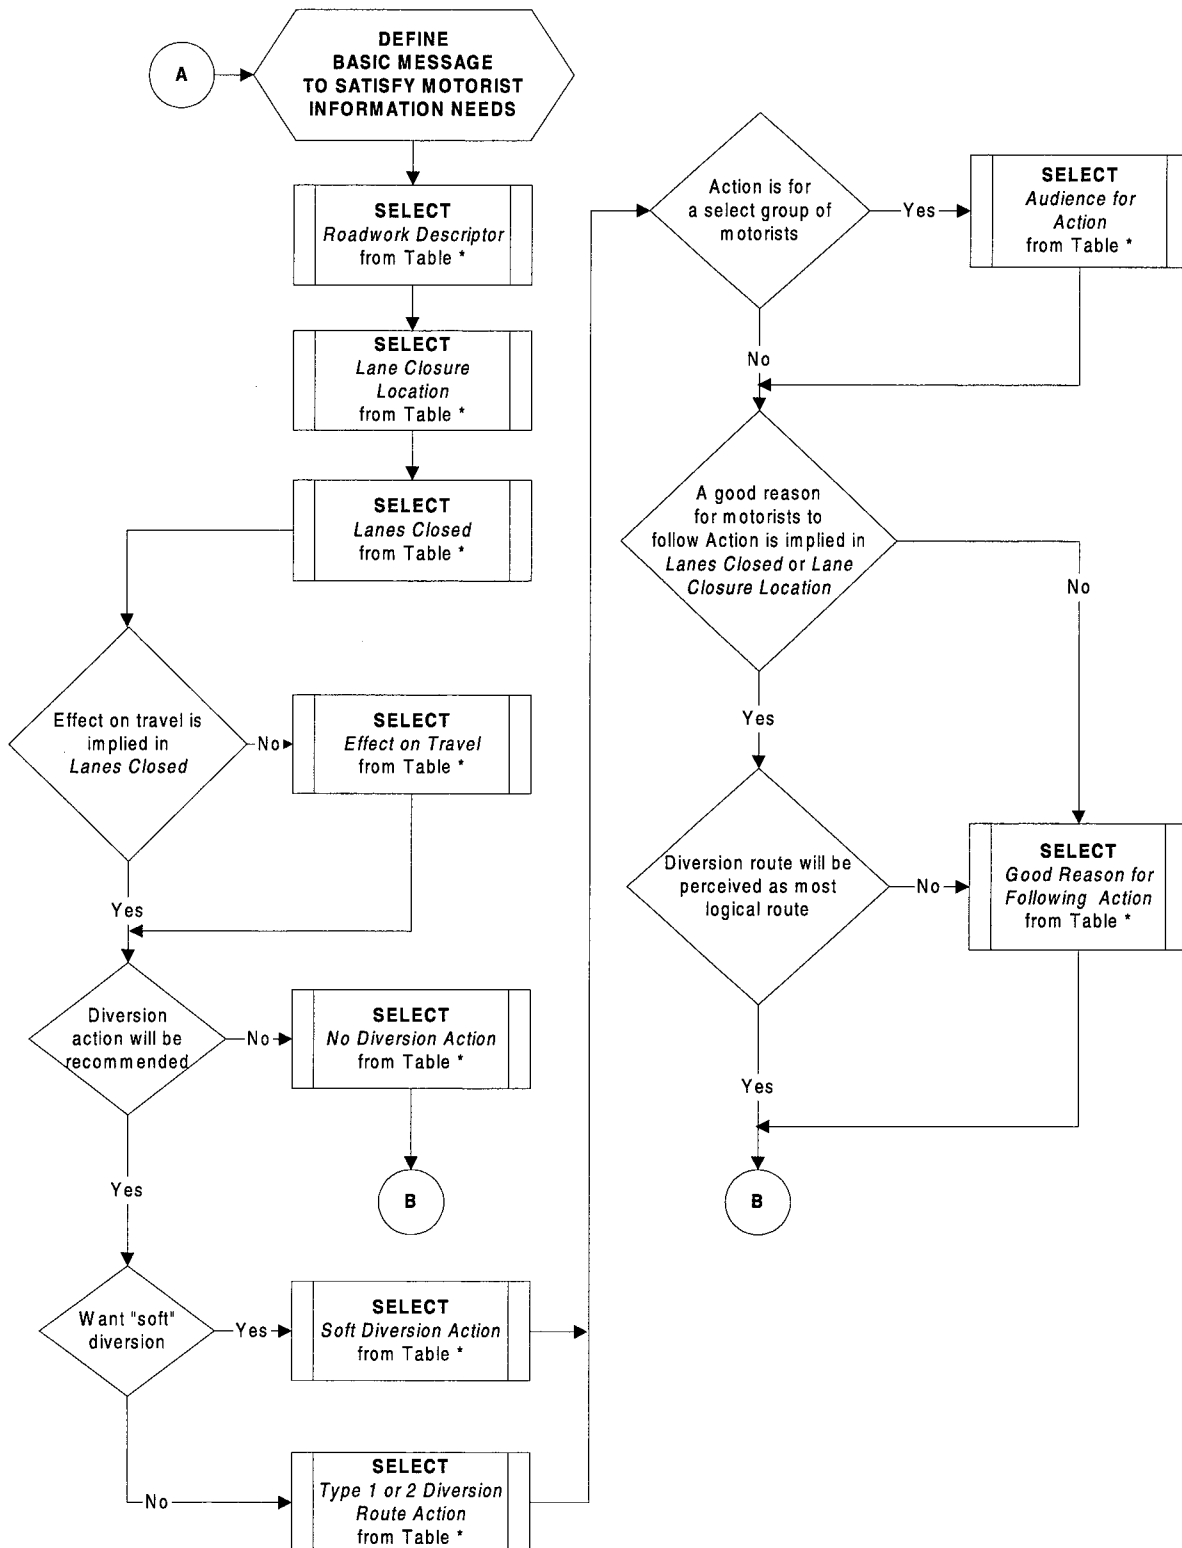 A
DEFINE
BASIC MESSAGE
TO SATISFY MOTORIST
INFORMATION NEEDS
SELECT
Roadwork Descriptor
from Table *
SELECT
Lane Closure
Location
from Table *
SELECT
Lanes Closed
from Table *
Effect on travel is
implied in
Lanes Closed
No
SELECT
Effect on Travel
from Table *
Yes
Diversion
action will be
recommended
No
SELECT
No Diversion Action
from Table *
B
Yes
Want "soft"
diversion
Yes
SELECT
Soft Diversion Action
from Table *
No
SELECT
Type 1 or 2 Diversion
Route Action
from Table *
Action is for
a select group of
motorists
Yes
SELECT
Audience for
Action
from Table *
No
A good reason
for motorists to
follow Action is implied in
Lanes Closed or Lane
Closure Location
No
Yes
Diversion route will be
perceived as most
logical route
No
SELECT
Good Reason for
Following Action
from Table *
Yes
B